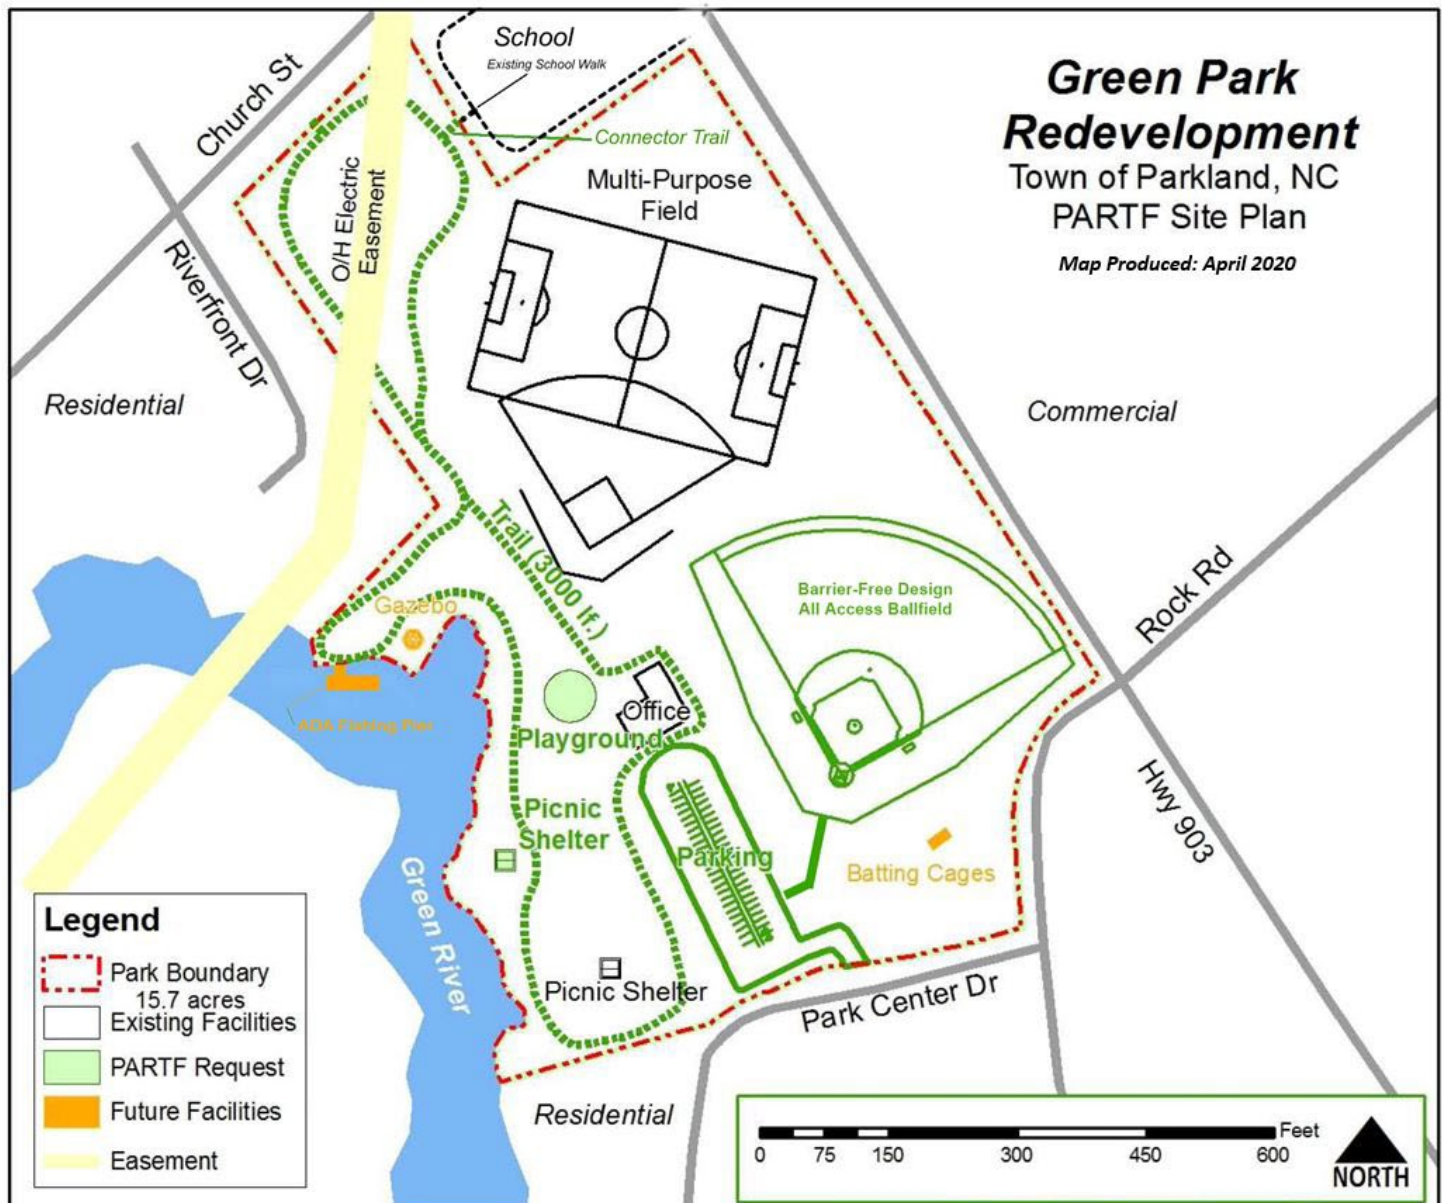 Green Park
Redevelopment
Town of Parkland, NC
PARTF Site Plan
Map Produced: April 2020
School
Existing School Walk
Church St
Connector Trail
O/H Electric
Easement
Multi-Purpose
Field
Riverfront Dr
Residential
Commercial
Trail (3000 lf.)
Barrier-Free Design
All Access Ballfield
Rock Rd
Gazebo
ADA Fishing Pier
Office
Playground
Hwy 903
Picnic
Shelter
Parking
Batting Cages
Green River
Picnic Shelter
Park Center Dr
Residential
Legend
Park Boundary
15.7 acres
Existing Facilities
PARTF Request
Future Facilities
Easement
Feet
0 75 150 300 450 600
NORTH